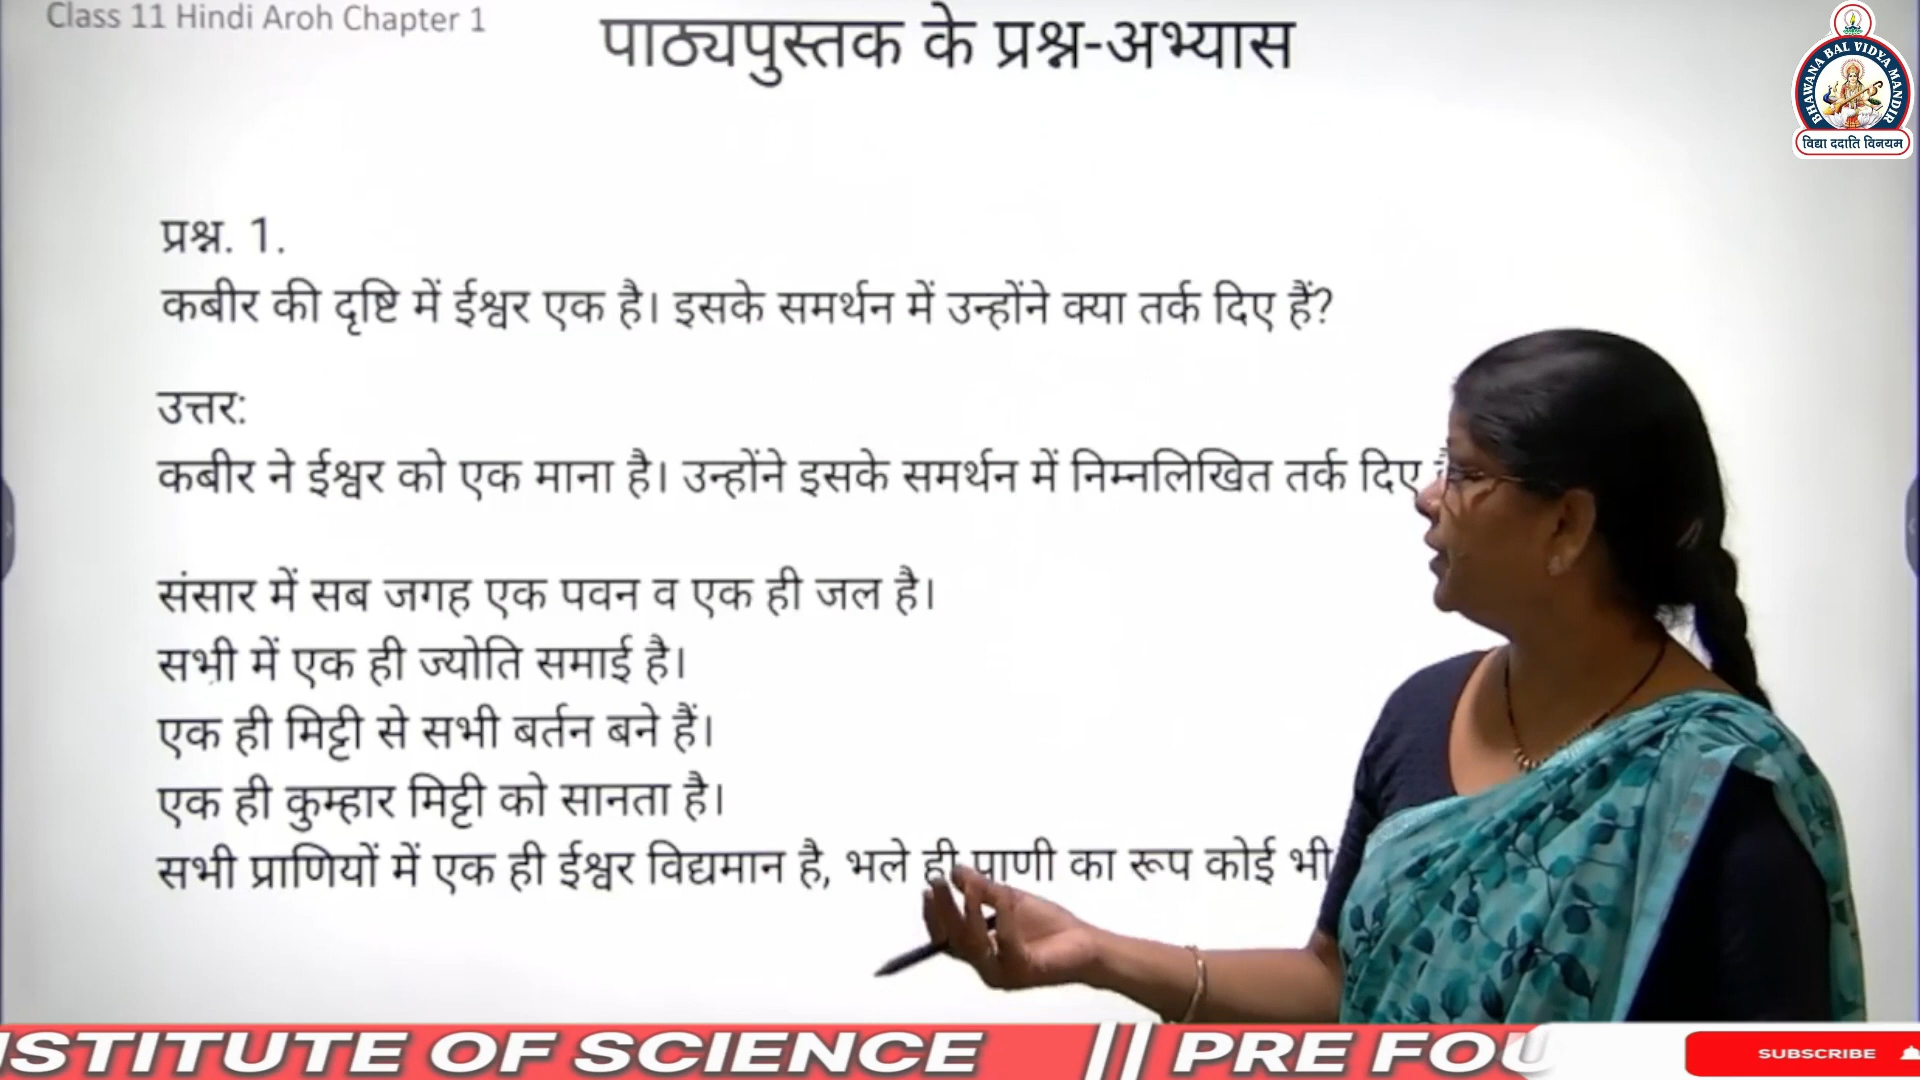 Class 11 Hindi Aroh Chapter 1
पाठ्यपुस्तक के प्रश्न-अभ्यास
BHAWANA BAL VIDYA MANDIR
विद्या ददाति विनयम
प्रश्न. 1.
कबीर की दृष्टि में ईश्वर एक है। इसके समर्थन में उन्होंने क्या तर्क दिए हैं?
उत्तर:
कबीर ने ईश्वर को एक माना है। उन्होंने इसके समर्थन में निम्नलिखित तर्क दिए
संसार में सब जगह एक पवन व एक ही जल है।
सभी में एक ही ज्योति समाई है।
एक ही मिट्टी से सभी बर्तन बने हैं।
एक ही कुम्हार मिट्टी को सानता है।
सभी प्राणियों में एक ही ईश्वर विद्यमान है, भले ही प्राणी का रूप कोई भी
NSTITUTE OF SCIENCE || PRE FOU
SUBSCRIBE